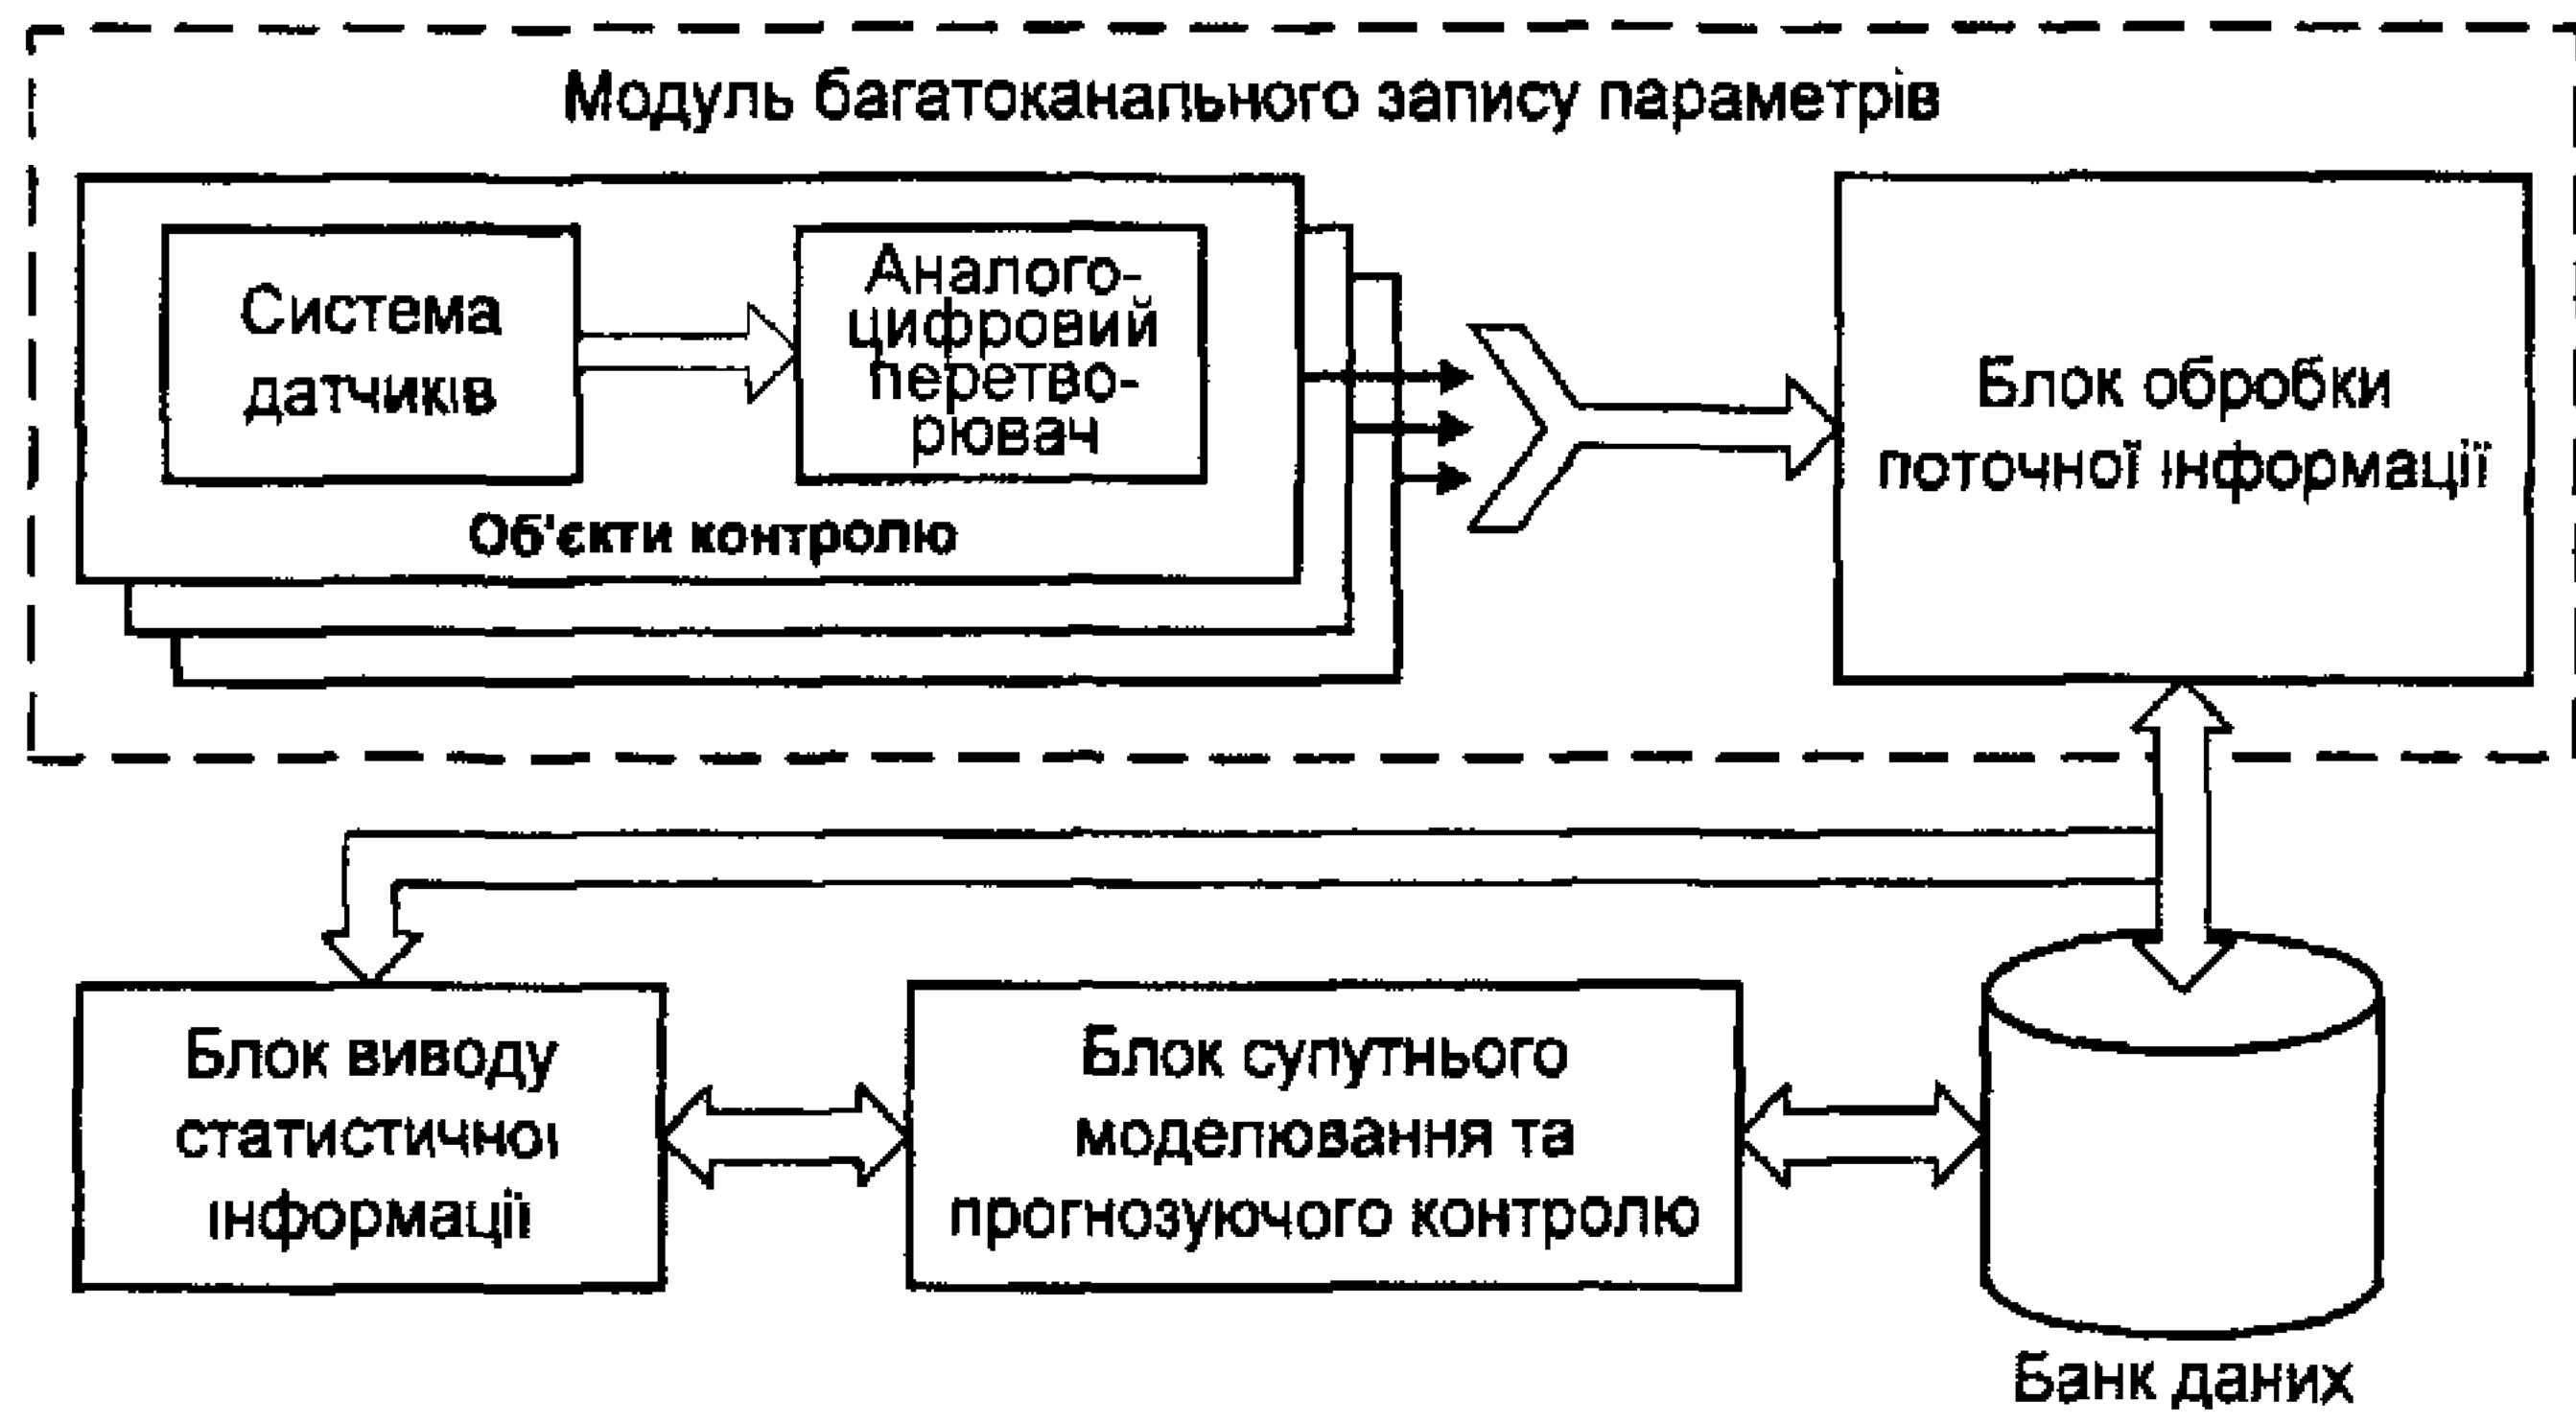 Модуль багатоканального запису параметрів
Система
датчиків
Аналого-
цифровий
перетво-
рювач
Об'єкти контролю
Блок обробки
поточної інформації
Блок виводу
статистичної
інформації
Блок супутнього
моделювання та
прогнозуючого контролю
Банк даних